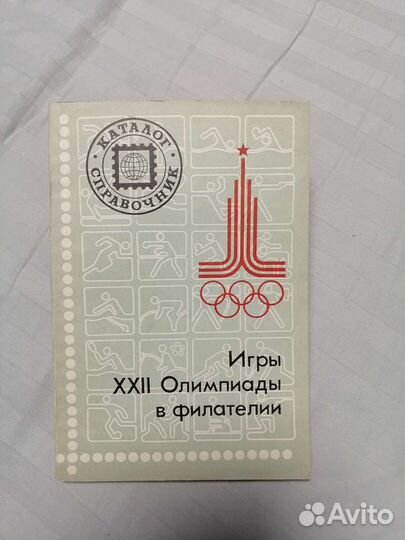 КАТАЛОГ
СПРАВОЧНИК
Игры
XXII Олимпиады
в филателии
Avito